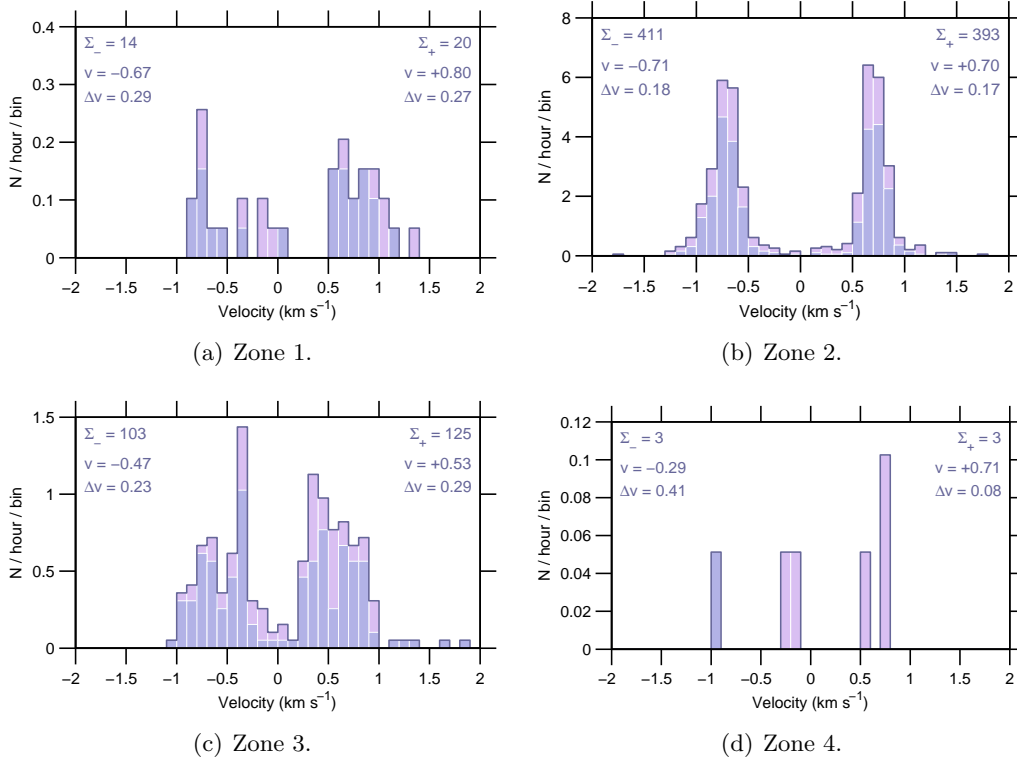 0.4
0.3
0.2
0.1
0
N / hour / bin
Σ− = 14
v = −0.67
Δv = 0.29
Σ+ = 20
v = +0.80
Δv = 0.27
−2 −1.5 −1 −0.5 0 0.5 1 1.5 2
Velocity (km s−1)
(a) Zone 1.
8
6
4
2
0
N / hour / bin
Σ− = 411
v = −0.71
Δv = 0.18
Σ+ = 393
v = +0.70
Δv = 0.17
−2 −1.5 −1 −0.5 0 0.5 1 1.5 2
Velocity (km s−1)
(b) Zone 2.
1.5
1
0.5
0
N / hour / bin
Σ− = 103
v = −0.47
Δv = 0.23
Σ+ = 125
v = +0.53
Δv = 0.29
−2 −1.5 −1 −0.5 0 0.5 1 1.5 2
Velocity (km s−1)
(c) Zone 3.
0.12
0.1
0.08
0.06
0.04
0.02
0
N / hour / bin
Σ− = 3
v = −0.29
Δv = 0.41
Σ+ = 3
v = +0.71
Δv = 0.08
−2 −1.5 −1 −0.5 0 0.5 1 1.5 2
Velocity (km s−1)
(d) Zone 4.